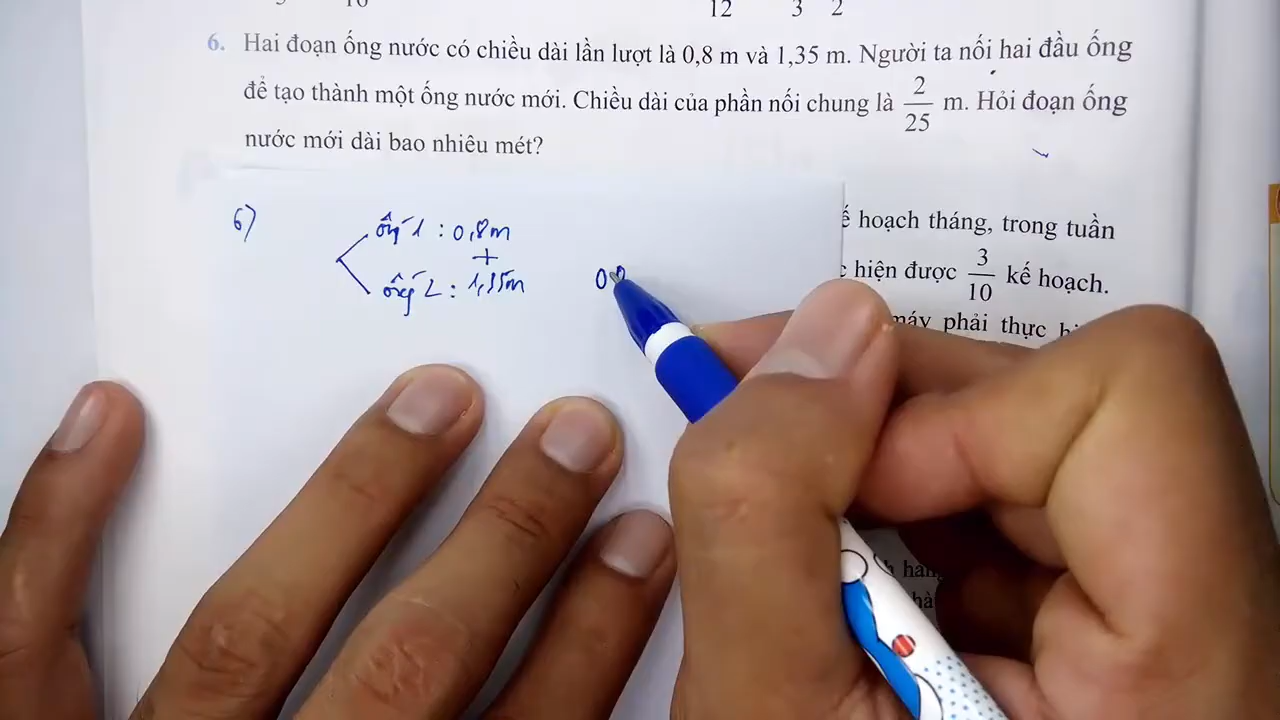 12 3 2
6. Hai đoạn ống nước có chiều dài lần lượt là 0,8 m và 1,35 m. Người ta nối hai đầu ống
để tạo thành một ống nước mới. Chiều dài của phần nối chung là 2/25 m. Hỏi đoạn ống
nước mới dài bao nhiêu mét?
6)
ống 1 : 0,8m
+
ống 2 : 1,35m
0
hoạch tháng, trong tuần
hiện được 3/10 kế hoạch.
máy phải thực